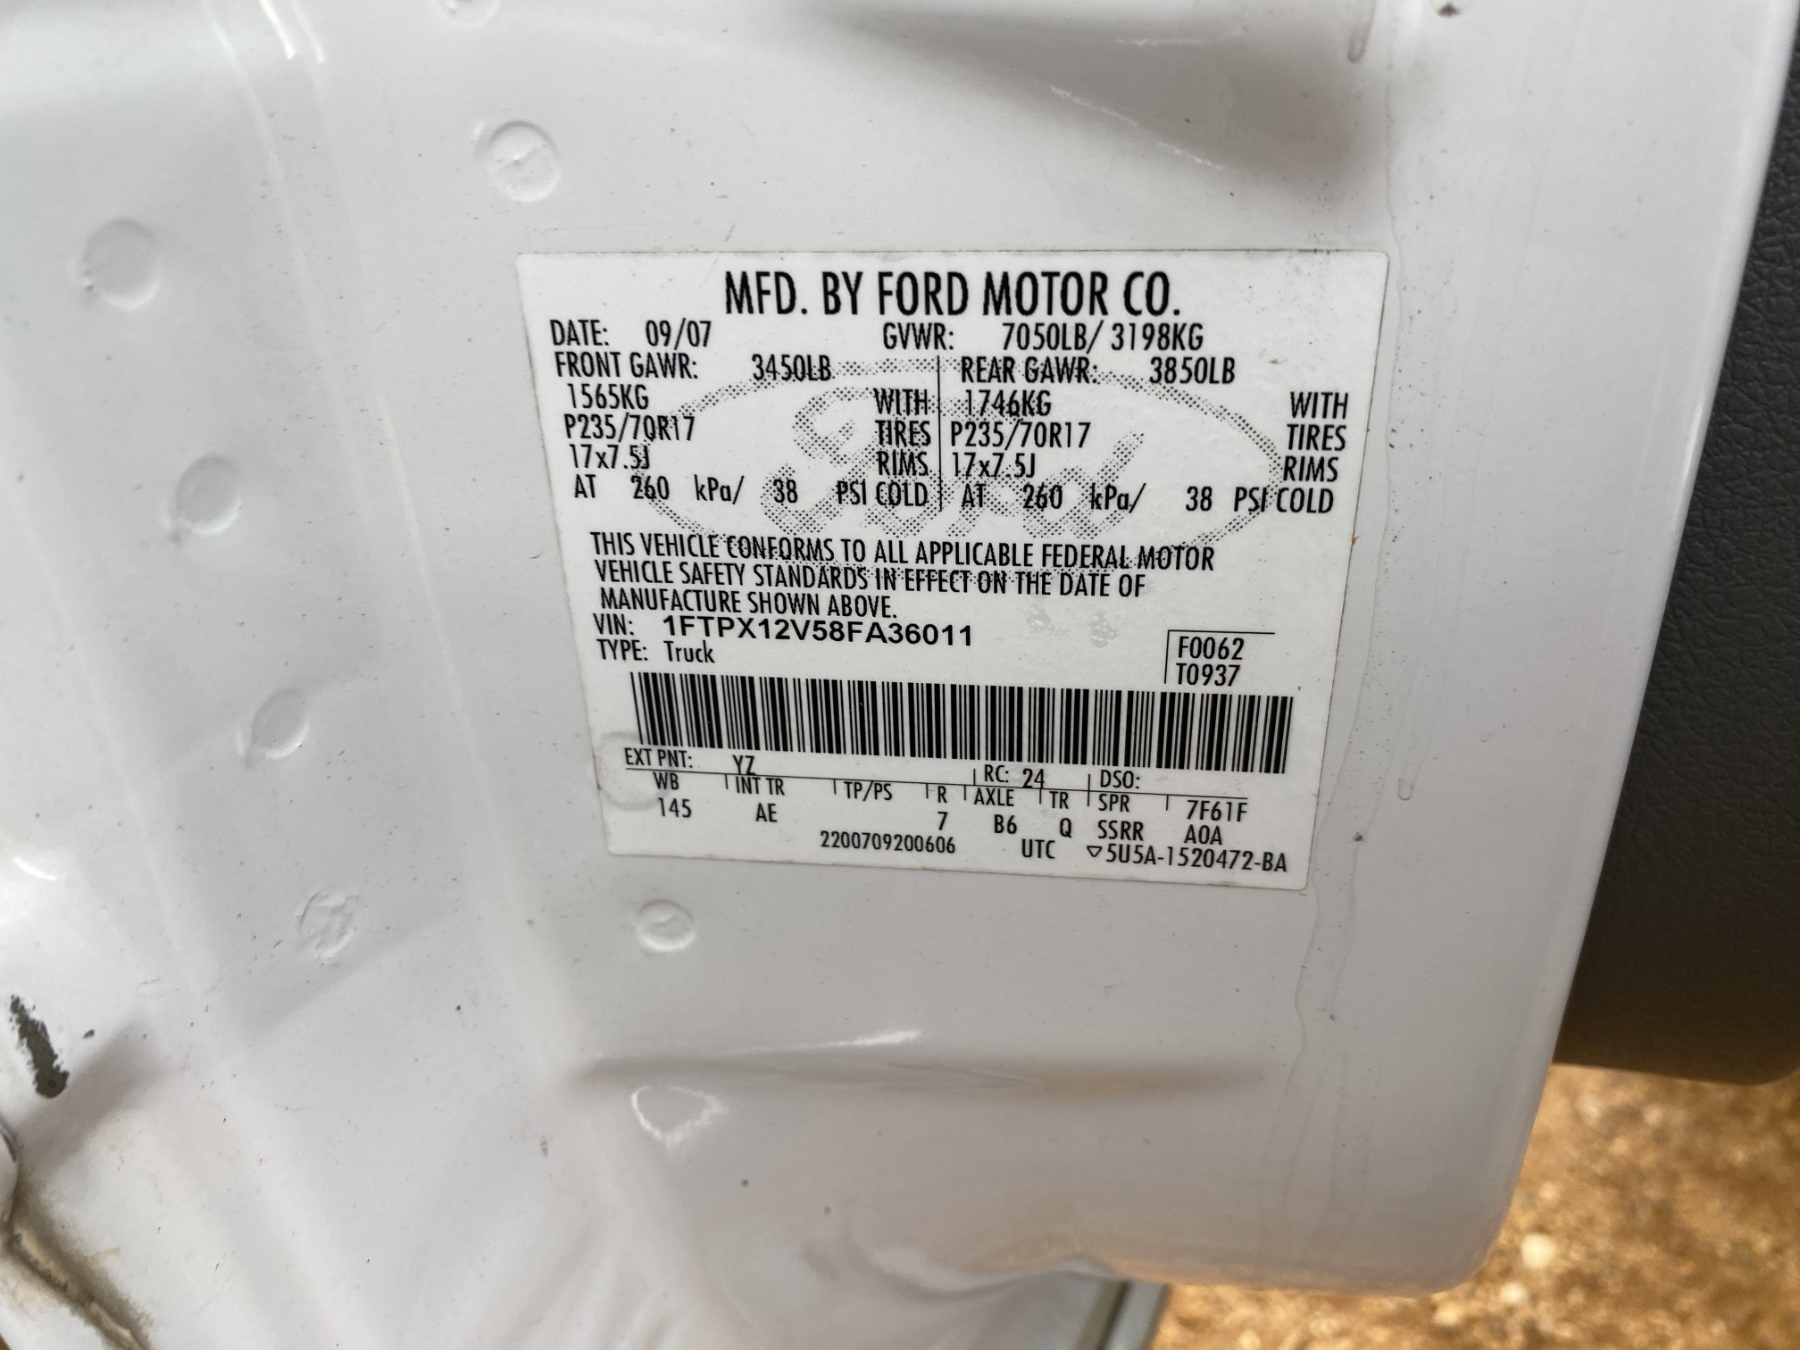 MFD. BY FORD MOTOR CO.
DATE: 09/07 GVWR: 7050LB/ 3198KG
FRONT GAWR: 3450LB REAR GAWR: 3850LB
1565KG WITH 1746KG WITH
P235/70R17 TIRES P235/70R17 TIRES
17x7.5J RIMS 17x7.5J RIMS
AT 260 kPa/ 38 PSI COLD AT 260 kPa/ 38 PSI COLD
Ford
THIS VEHICLE CONFORMS TO ALL APPLICABLE FEDERAL MOTOR
VEHICLE SAFETY STANDARDS IN EFFECT ON THE DATE OF
MANUFACTURE SHOWN ABOVE.
VIN: 1FTPX12V58FA36011 F0062
TYPE: Truck T0937
EXT PNT: YZ RC: 24 DSO:
WB INT TR TP/PS R AXLE TR SPR 7F61F
145 AE 7 B6 Q SSRR A0A
2200709200606 UTC ▽5U5A-1520472-BA